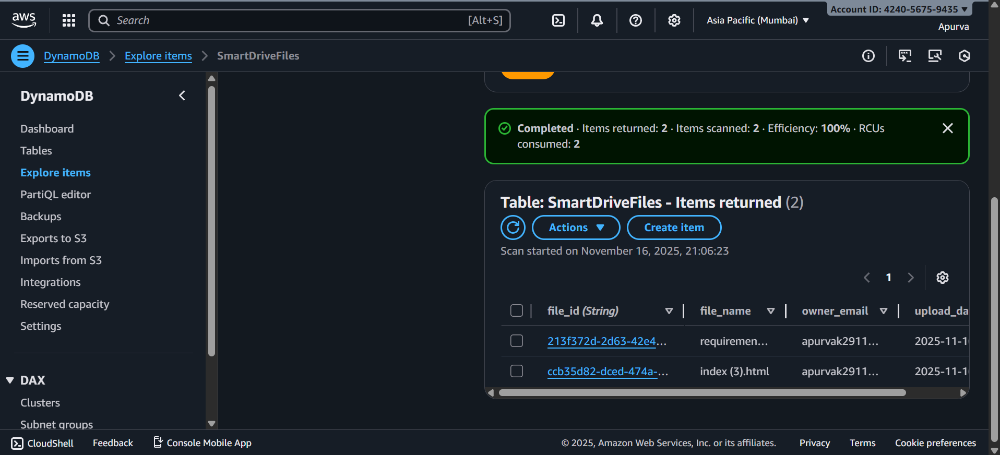 aws
Search [Alt+S]
Asia Pacific (Mumbai)
Account ID: 4240-5675-9435
Apurva
DynamoDB
Explore items
SmartDriveFiles
DynamoDB
Dashboard
Tables
Explore items
PartiQL editor
Backups
Exports to S3
Imports from S3
Integrations
Reserved capacity
Settings
DAX
Clusters
Subnet groups
Completed · Items returned: 2 · Items scanned: 2 · Efficiency: 100% · RCUs
consumed: 2
Table: SmartDriveFiles - Items returned (2)
Actions
Create item
Scan started on November 16, 2025, 21:06:23
1
file_id (String) file_name owner_email upload_da
213f372d-2d63-42e4... requiremen... apurvak2911... 2025-11-1
ccb35d82-dced-474a-... index (3).html apurvak2911... 2025-11-1
CloudShell Feedback Console Mobile App © 2025, Amazon Web Services, Inc. or its affiliates. Privacy Terms Cookie preferences